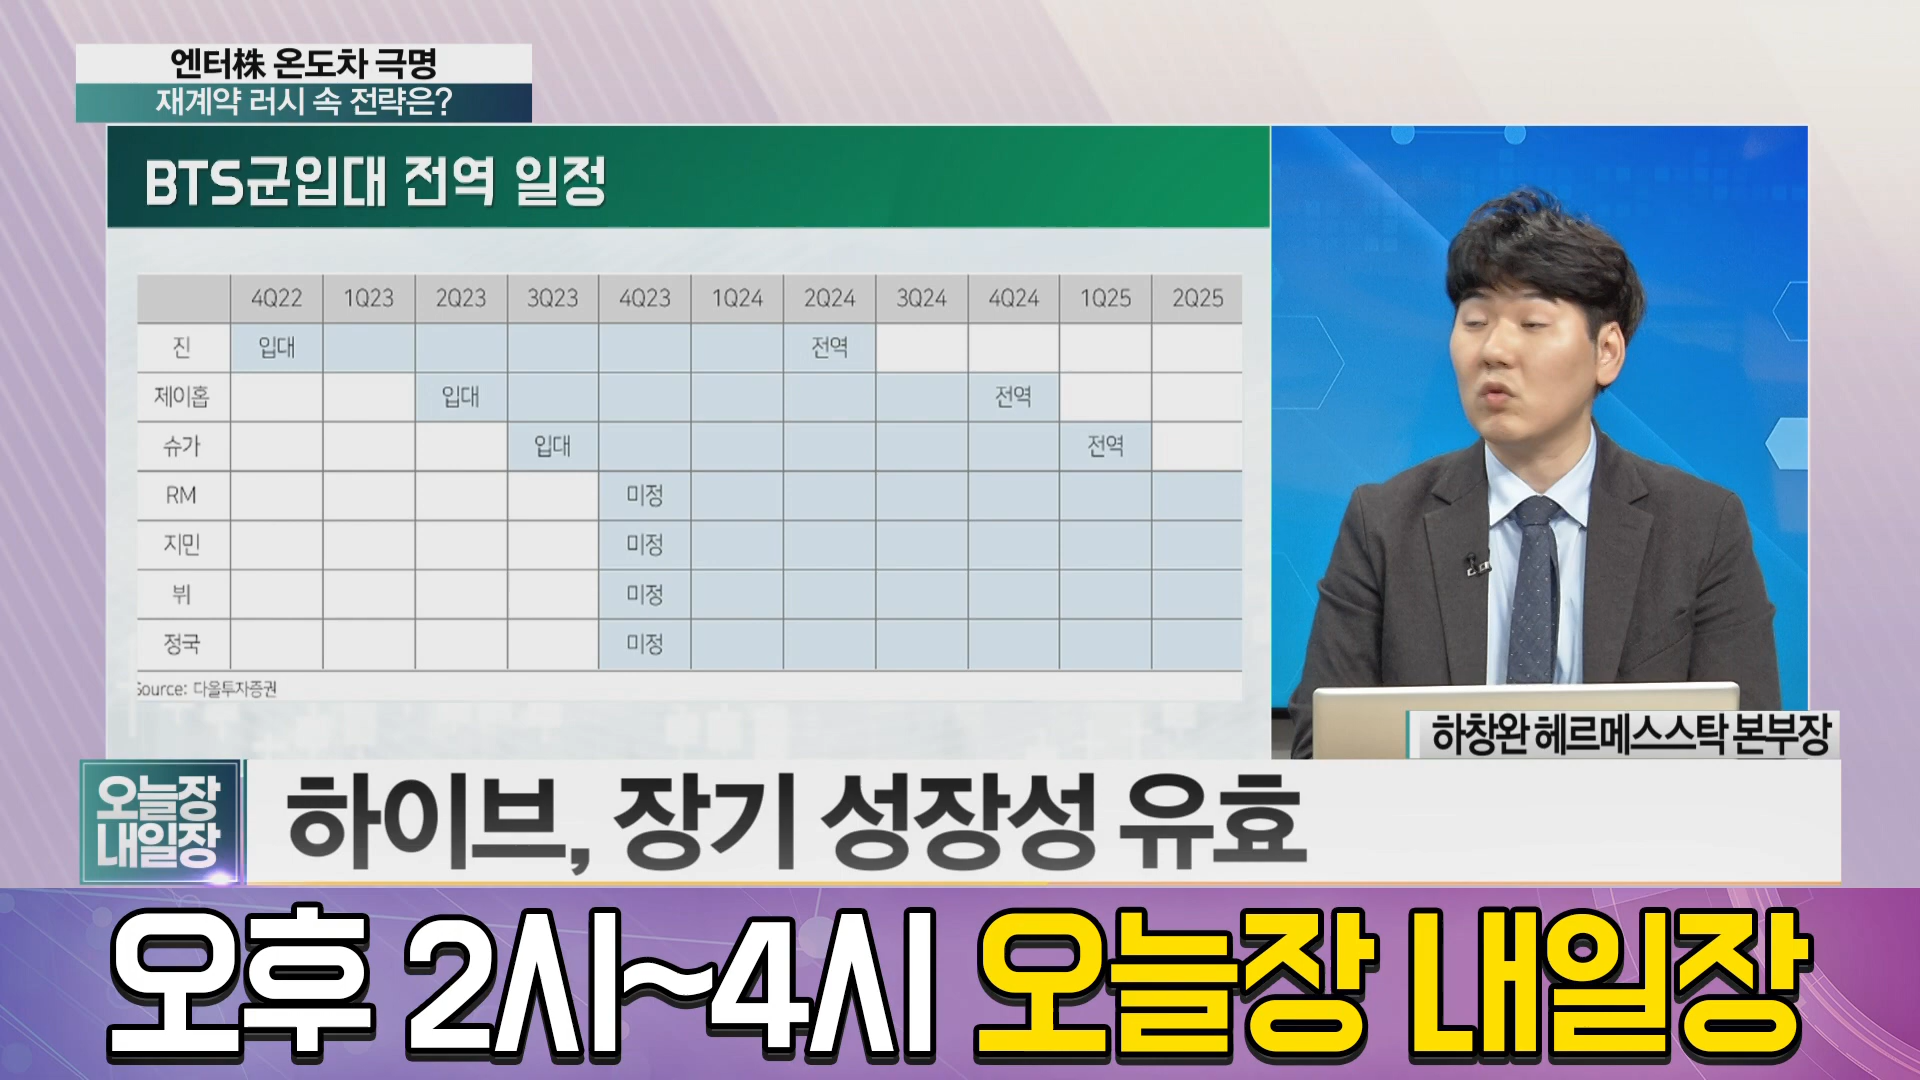 엔터株 온도차 극명
재계약 러시 속 전략은?
BTS군입대 전역 일정
4Q22 1Q23 2Q23 3Q23 4Q23 1Q24 2Q24 3Q24 4Q24 1Q25 2Q25
진 입대 전역
제이홉 입대 전역
슈가 입대 전역
RM 미정
지민 미정
뷔 미정
정국 미정
Source: 다올투자증권
하창완 헤르메스스탁 본부장
오늘장
내일장
하이브, 장기 성장성 유효
오후 2시~4시 오늘장 내일장